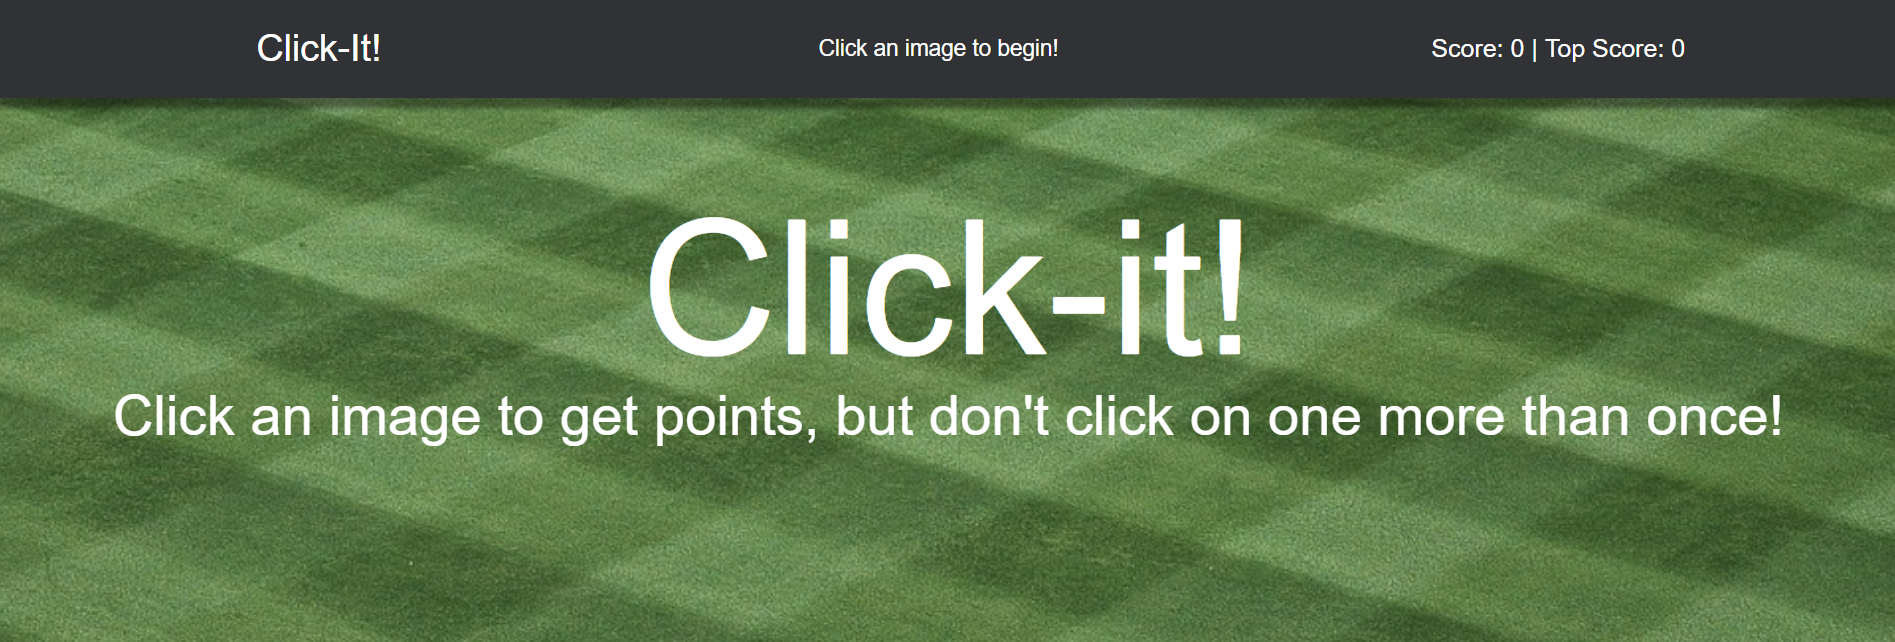 Click-It!
Click an image to begin!
Score: 0 | Top Score: 0
Click-it!
Click an image to get points, but don't click on one more than once!